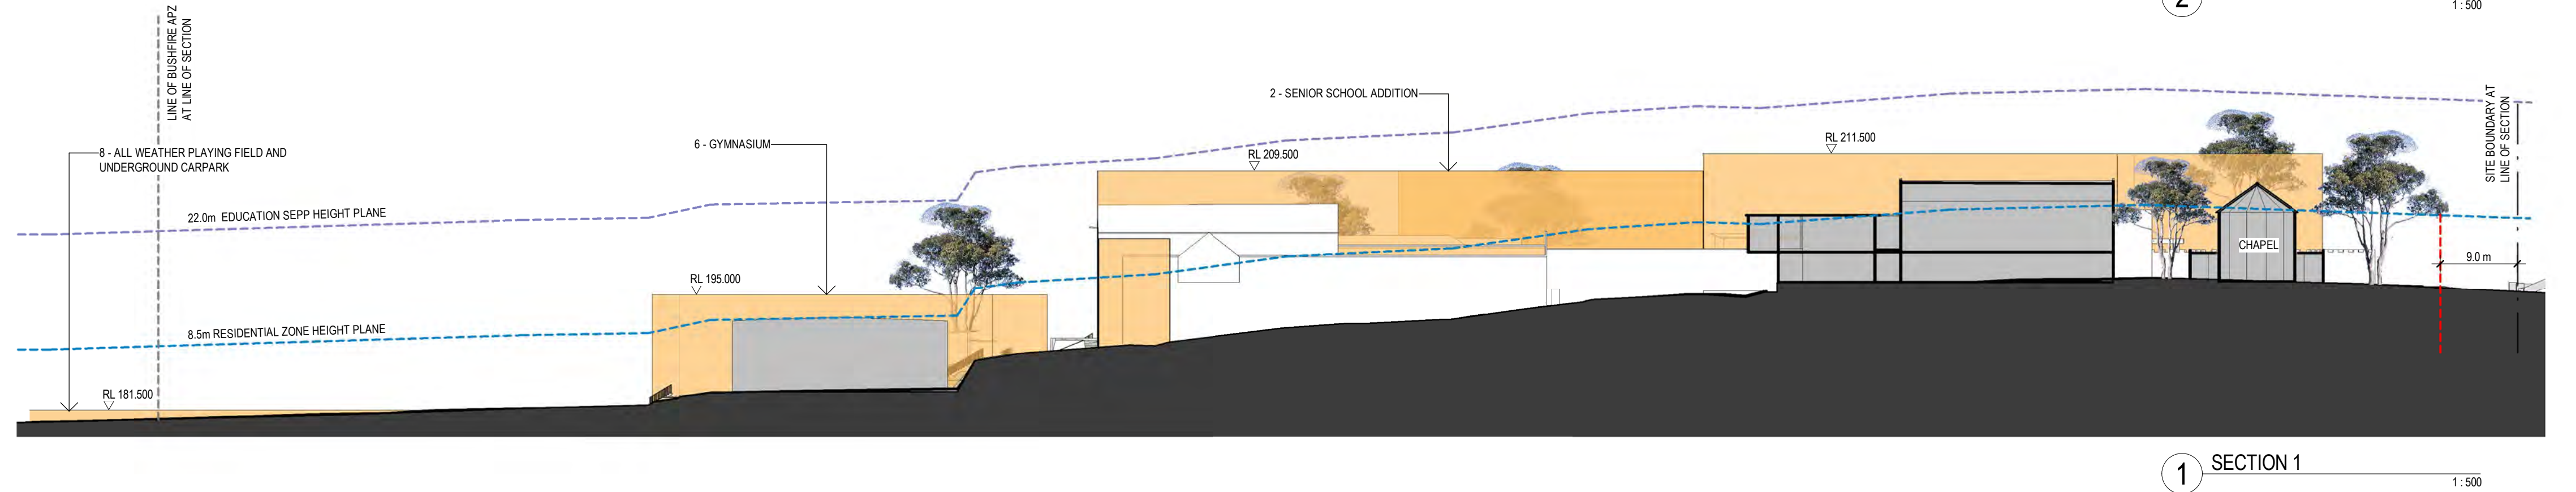 2
1 : 500
LINE OF BUSHFIRE APZ
AT LINE OF SECTION
2 - SENIOR SCHOOL ADDITION
SITE BOUNDARY AT
LINE OF SECTION
RL 211.500
6 - GYMNASIUM
8 - ALL WEATHER PLAYING FIELD AND
UNDERGROUND CARPARK
RL 209.500
22.0m EDUCATION SEPP HEIGHT PLANE
CHAPEL
9.0 m
RL 195.000
8.5m RESIDENTIAL ZONE HEIGHT PLANE
RL 181.500
1 SECTION 1
1 : 500